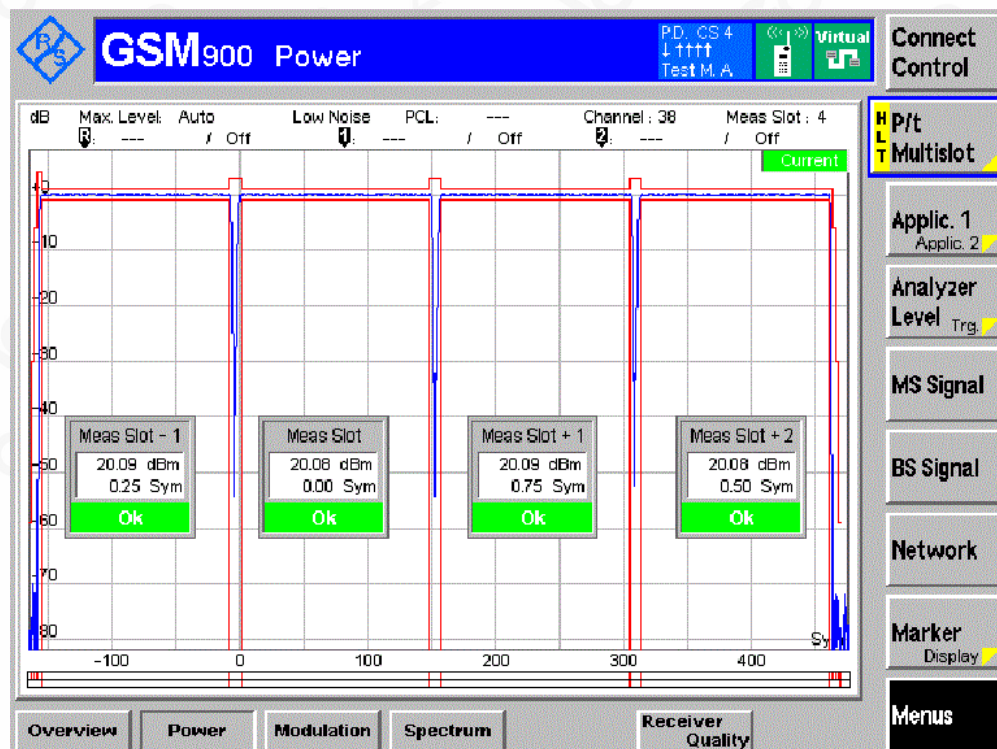 R/S
GSM900 Power
P.D. CS 4
↓ ↑↑↑↑
Test M. A
Virtual
Connect Control
dB Max. Level: Auto Low Noise PCL: --- Channel : 38 Meas Slot : 4
R: --- / Off 1: --- / Off 2: --- / Off
Current
HLT
P/t Multislot
Applic. 1
Applic. 2
Analyzer Level Trg.
MS Signal
BS Signal
Network
Marker
Display
Menus
+0
-10
-20
-30
-40
-50
-60
-70
-80
Meas Slot - 1
20.09 dBm
0.25 Sym
Ok
Meas Slot
20.08 dBm
0.00 Sym
Ok
Meas Slot + 1
20.09 dBm
0.75 Sym
Ok
Meas Slot + 2
20.08 dBm
0.50 Sym
Ok
Sy
-100 0 100 200 300 400
Overview Power Modulation Spectrum Receiver Quality